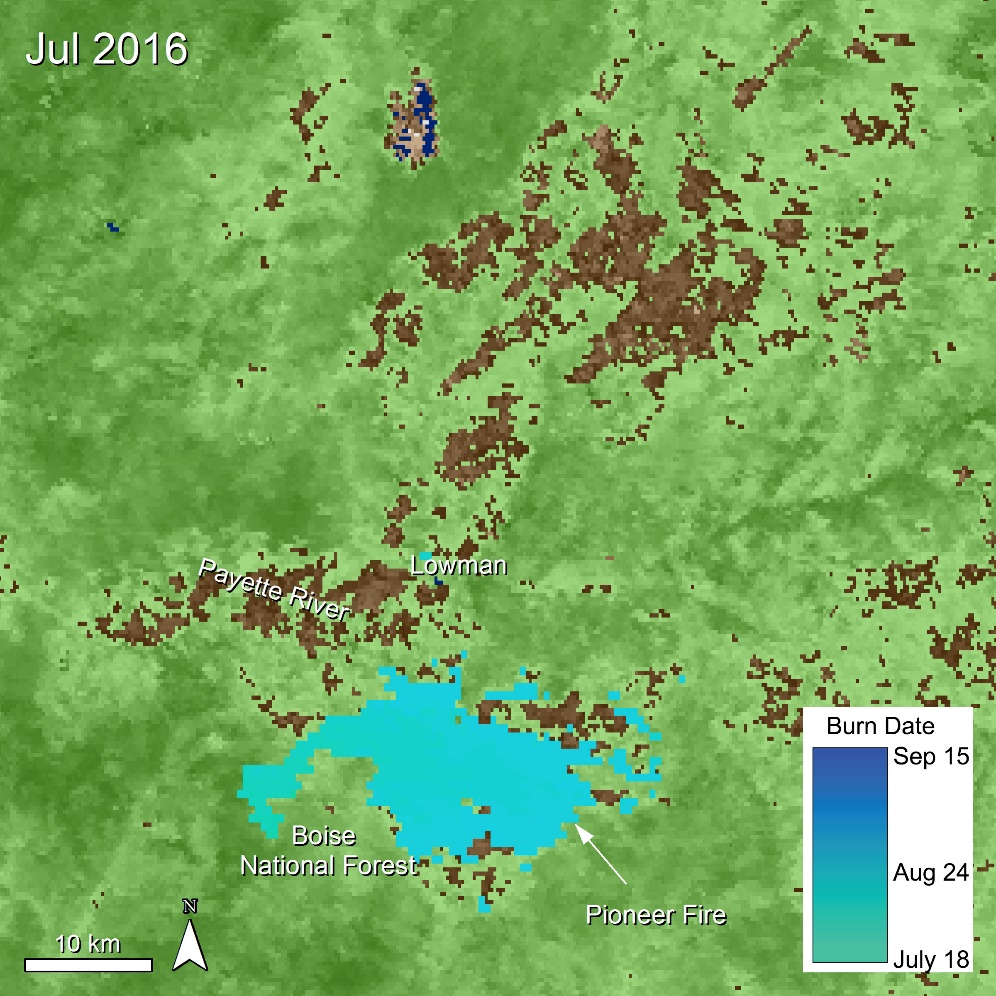 Jul 2016
Lowman
Payette River
Burn Date
Sep 15
Aug 24
July 18
Boise
National Forest
Pioneer Fire
N
10 km